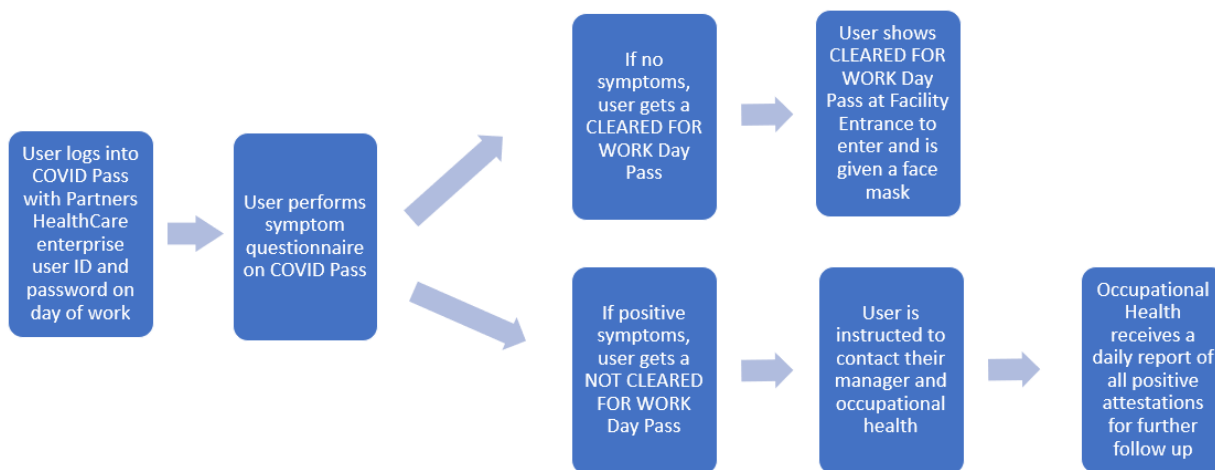 User logs into
COVID Pass
with Partners
HealthCare
enterprise
user ID and
password on
day of work
User performs
symptom
questionnaire
on COVID Pass
If no
symptoms,
user gets a
CLEARED FOR
WORK Day
Pass
User shows
CLEARED FOR
WORK Day
Pass at Facility
Entrance to
enter and is
given a face
mask
If positive
symptoms,
user gets a
NOT CLEARED
FOR WORK
Day Pass
User is
instructed to
contact their
manager and
occupational
health
Occupational
Health
receives a
daily report of
all positive
attestations
for further
follow up